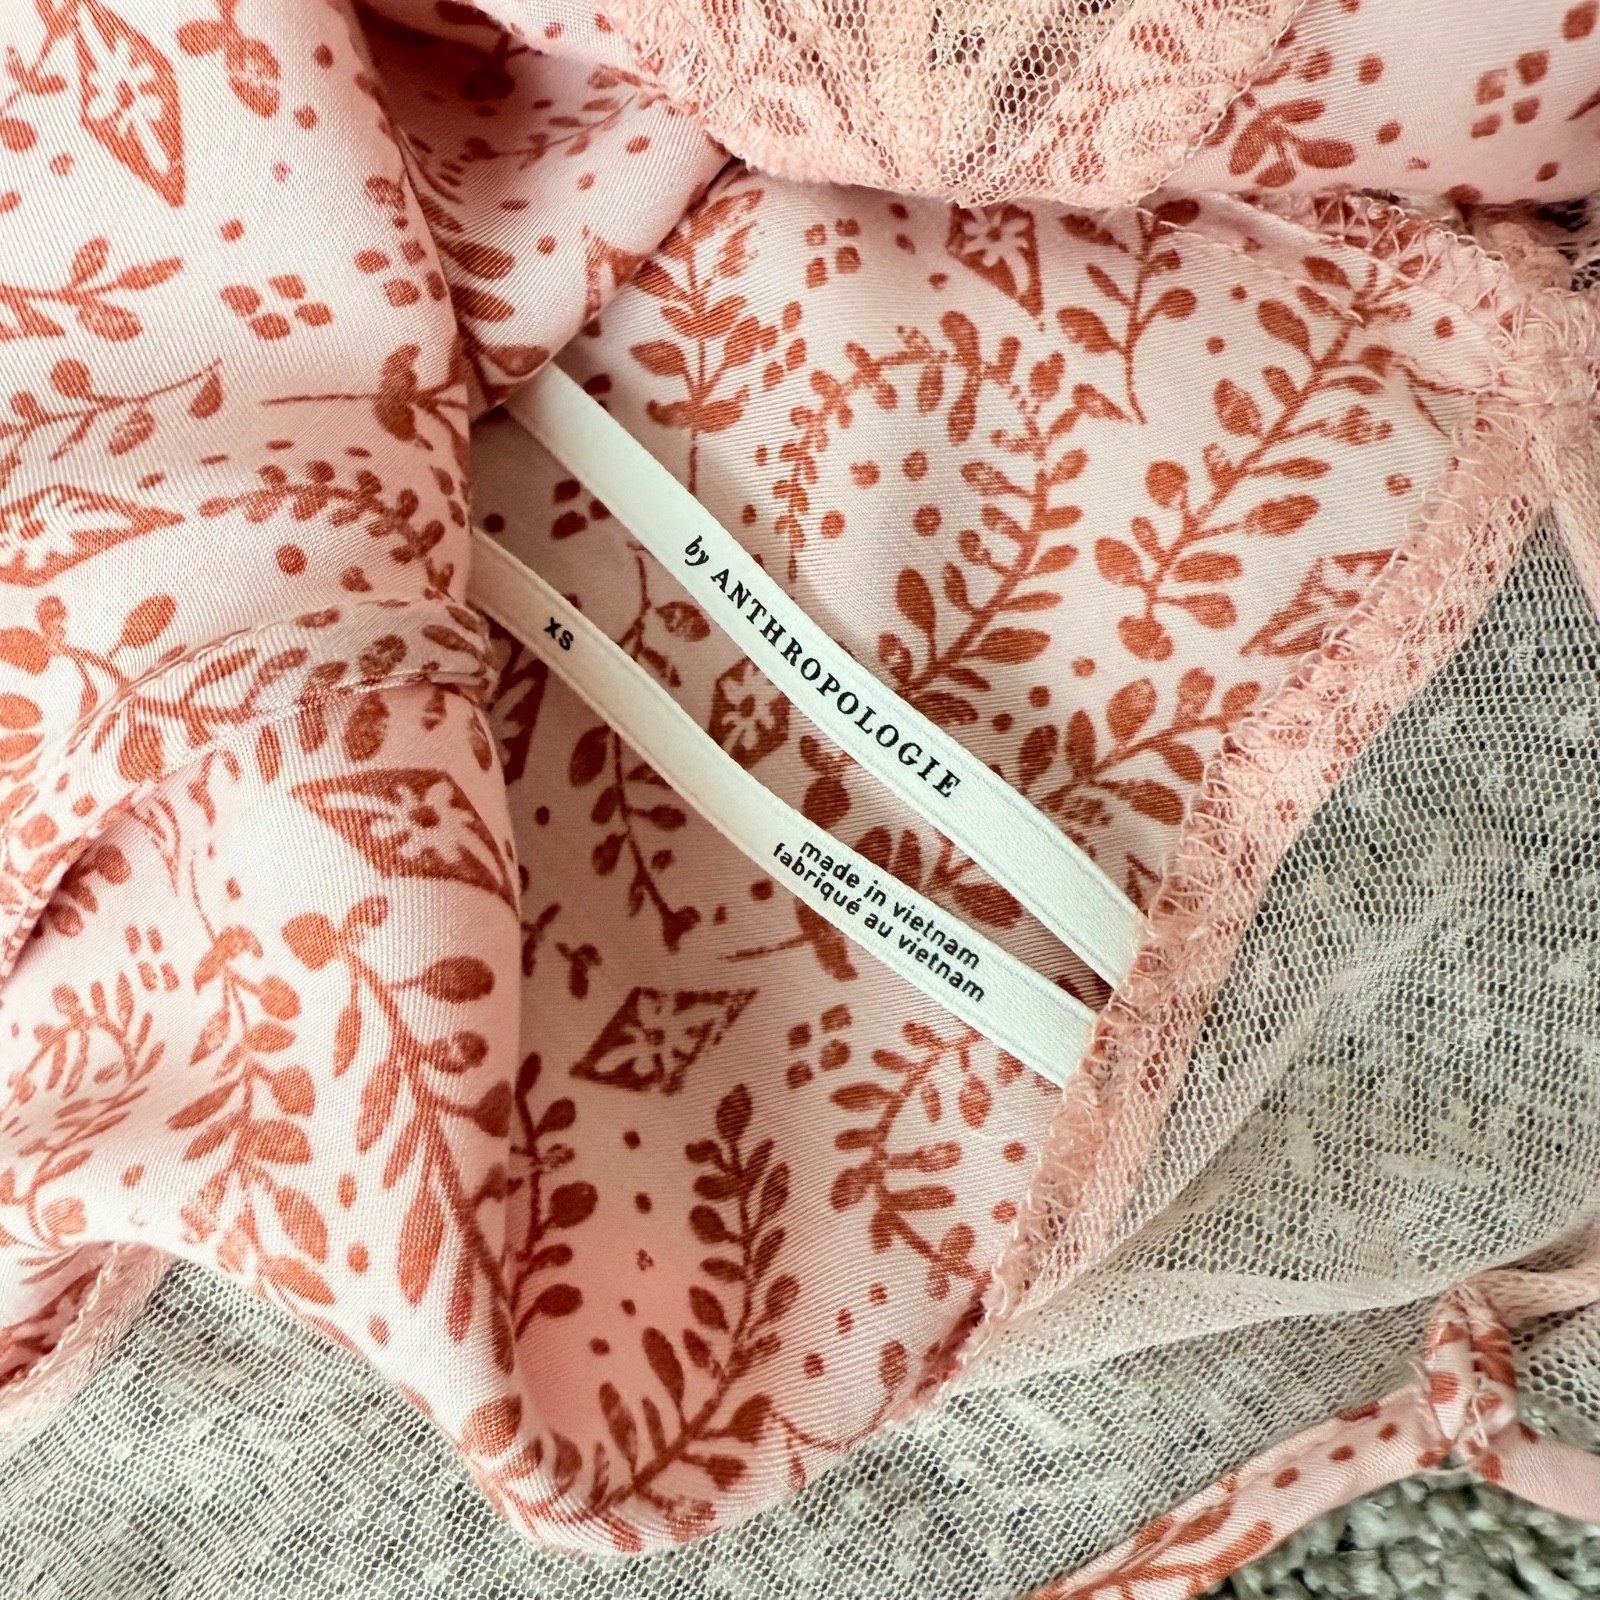 by ANTHROPOLOGIE
xs
made in vietnam
fabriqué au vietnam